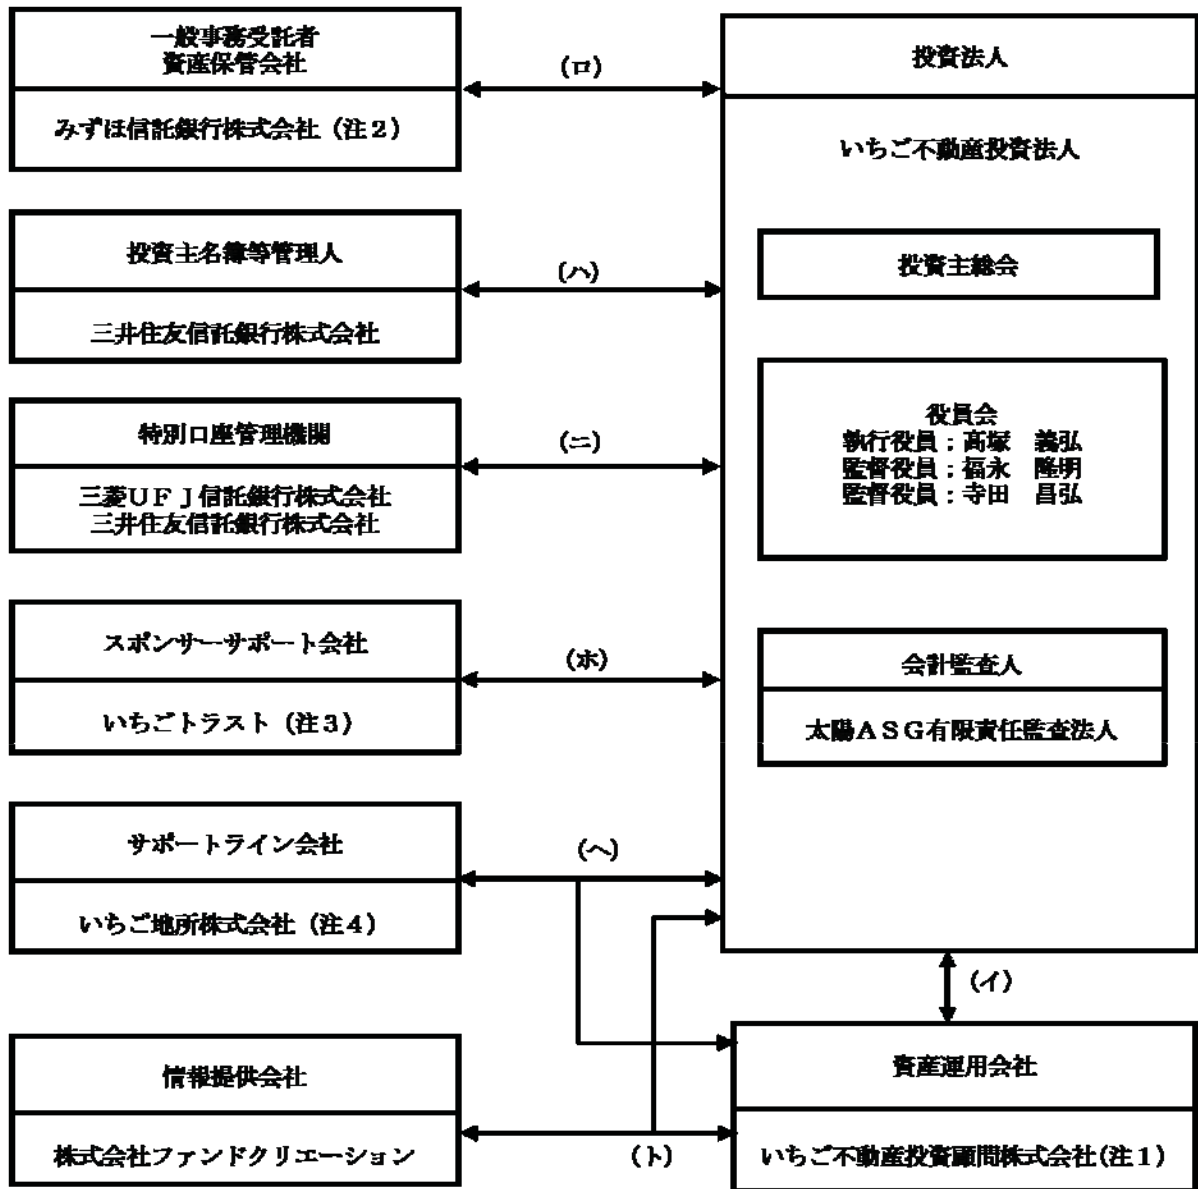 一般事務受託者
資産保管会社
みずほ信託銀行株式会社（注２）
（ロ）
投資法人
いちご不動産投資法人
投資主名簿等管理人
三井住友信託銀行株式会社
（ハ）
投資主総会
特別口座管理機関
三菱ＵＦＪ信託銀行株式会社
三井住友信託銀行株式会社
（ニ）
役員会
執行役員：髙塚　義弘
監督役員：福永　隆明
監督役員：寺田　昌弘
スポンサーサポート会社
いちごトラスト（注３）
（ホ）
会計監査人
太陽ＡＳＧ有限責任監査法人
サポートライン会社
いちご地所株式会社（注４）
（ヘ）
（イ）
情報提供会社
株式会社ファンドクリエーション
（ト）
資産運用会社
いちご不動産投資顧問株式会社（注１）